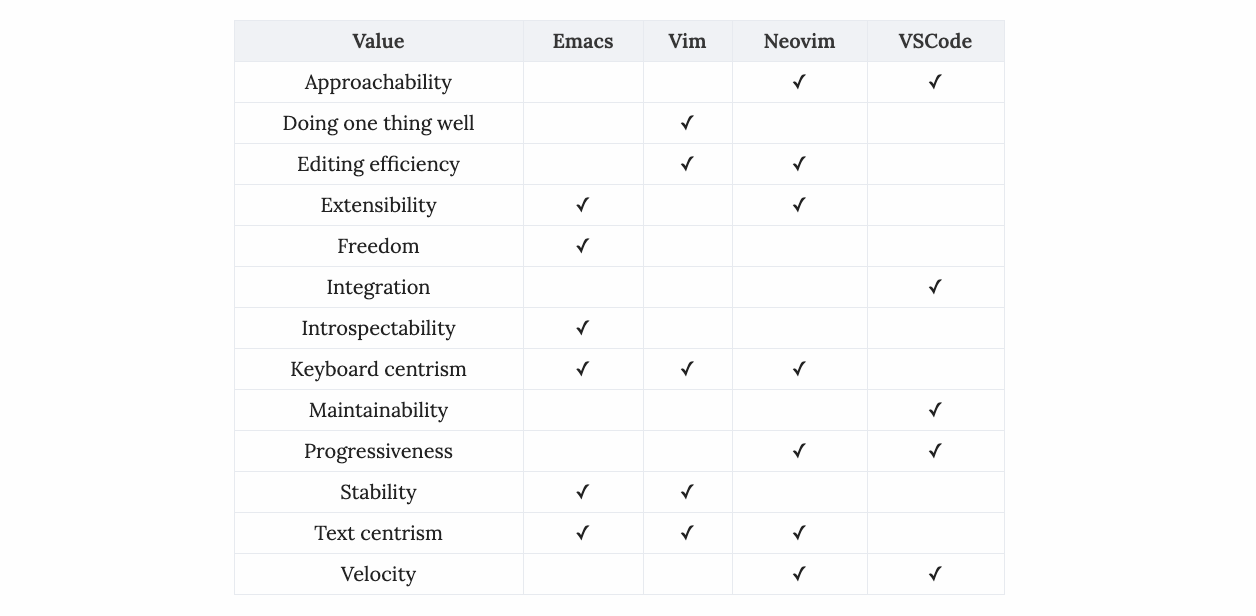 Value Emacs Vim Neovim VSCode
Approachability ✓ ✓
Doing one thing well ✓
Editing efficiency ✓ ✓
Extensibility ✓ ✓
Freedom ✓
Integration ✓
Introspectability ✓
Keyboard centrism ✓ ✓ ✓
Maintainability ✓
Progressiveness ✓ ✓
Stability ✓ ✓
Text centrism ✓ ✓ ✓
Velocity ✓ ✓